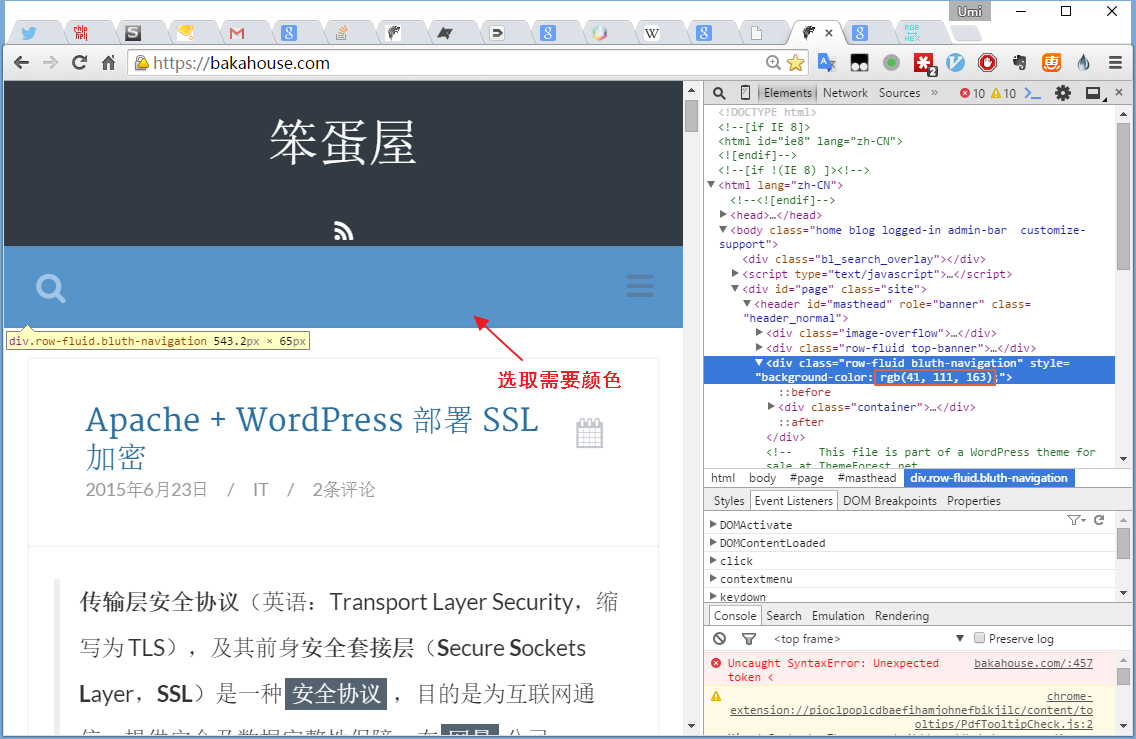 Umi
https://bakahouse.com
2
Elements Network Sources » 10 10
笨蛋屋
div.row-fluid.bluth-navigation 543.2px × 65px
选取需要颜色
Apache + WordPress 部署 SSL
加密
2015年6月23日 / IT / 2条评论
传输层安全协议（英语：Transport Layer Security，缩
写为 TLS），及其前身安全套接层（Secure Sockets
Layer，SSL）是一种 安全协议 ，目的是为互联网通
<!DOCTYPE html>
<!--[if IE 8]>
<html id="ie8" lang="zh-CN">
<![endif]-->
<!--[if !(IE 8) ]><!-->
<html lang="zh-CN">
<!--<![endif]-->
<head>…</head>
<body class="home blog logged-in admin-bar  customize-
support">
<div class="bl_search_overlay"></div>
<script type="text/javascript">…</script>
<div id="page" class="site">
<header id="masthead" role="banner" class=
"header_normal">
<div class="image-overflow">…</div>
<div class="row-fluid top-banner">…</div>
<div class="row-fluid bluth-navigation" style=
"background-color: rgb(41, 111, 163);">
::before
<div class="container">…</div>
::after
</div>
<!--    This file is part of a WordPress theme for
sale at ThemeForest.net
html body #page #masthead div.row-fluid.bluth-navigation
Styles Event Listeners DOM Breakpoints Properties
DOMActivate
DOMContentLoaded
click
contextmenu
keydown
Console Search Emulation Rendering
<top frame> Preserve log
Uncaught SyntaxError: Unexpected bakahouse.com/:457
token <
chrome-
extension://pioclpoplcdbaefihamjohnefbikjilc/content/to
oltips/PdfTooltipCheck.js:2